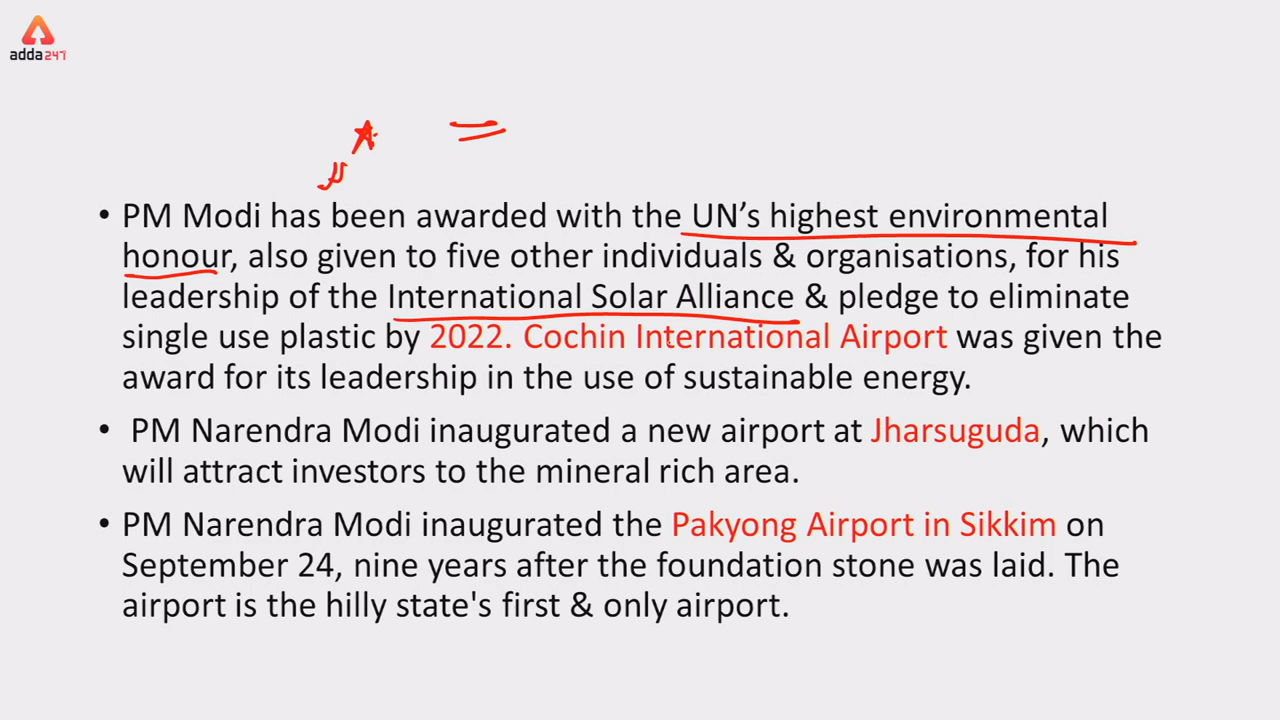 adda247
• PM Modi has been awarded with the UN’s highest environmental
honour, also given to five other individuals & organisations, for his
leadership of the International Solar Alliance & pledge to eliminate
single use plastic by 2022. Cochin International Airport was given the
award for its leadership in the use of sustainable energy.
• PM Narendra Modi inaugurated a new airport at Jharsuguda, which
will attract investors to the mineral rich area.
• PM Narendra Modi inaugurated the Pakyong Airport in Sikkim on
September 24, nine years after the foundation stone was laid. The
airport is the hilly state's first & only airport.